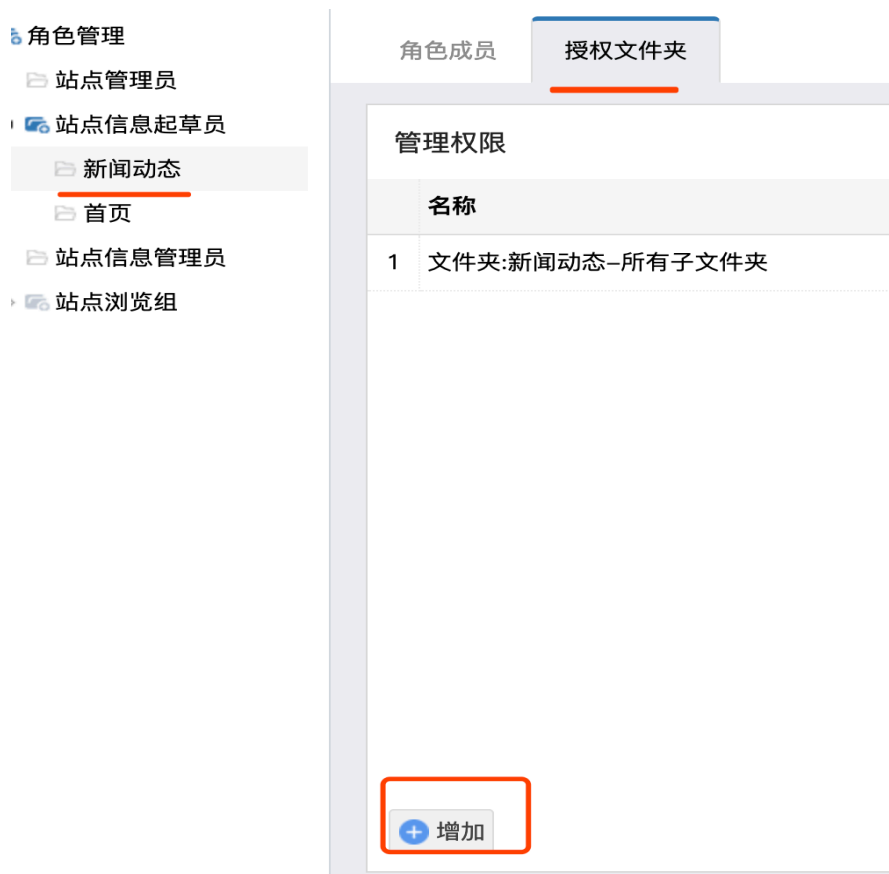 角色管理
站点管理员
站点信息起草员
新闻动态
首页
站点信息管理员
站点浏览组
角色成员 授权文件夹
管理权限
名称
1 文件夹:新闻动态–所有子文件夹
增加